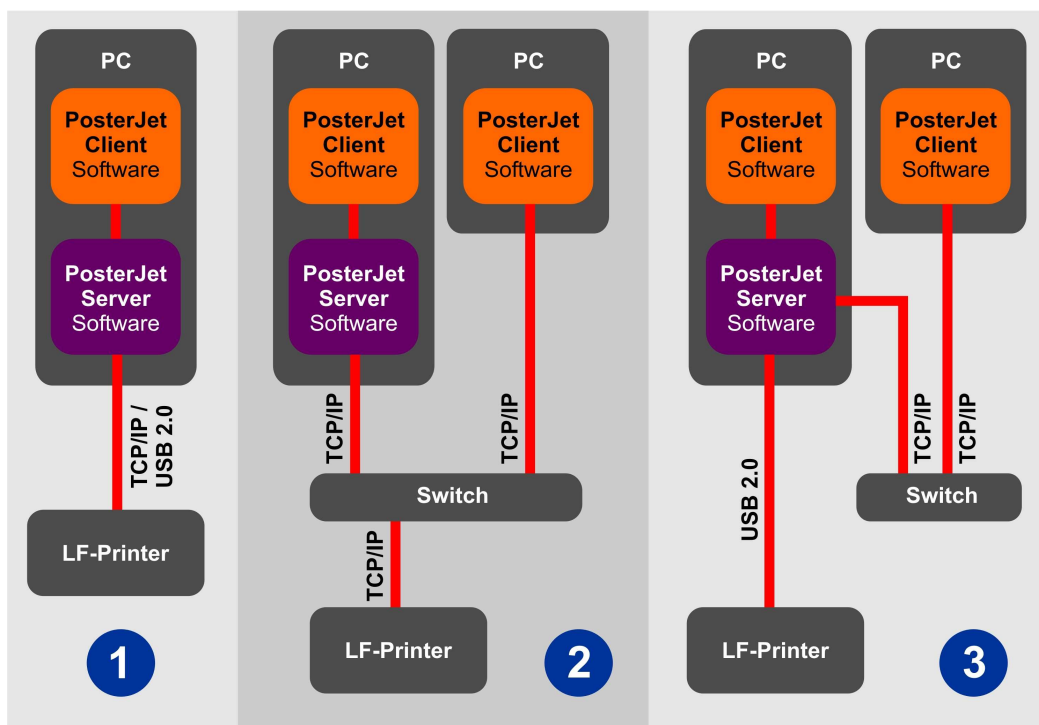 PC
PosterJet
Client
Software
PosterJet
Server
Software
TCP/IP /
USB 2.0
LF-Printer
1
PC
PosterJet
Client
Software
PosterJet
Server
Software
PC
PosterJet
Client
Software
TCP/IP
TCP/IP
Switch
TCP/IP
LF-Printer
2
PC
PosterJet
Client
Software
PosterJet
Server
Software
PC
PosterJet
Client
Software
USB 2.0
TCP/IP
TCP/IP
Switch
LF-Printer
3